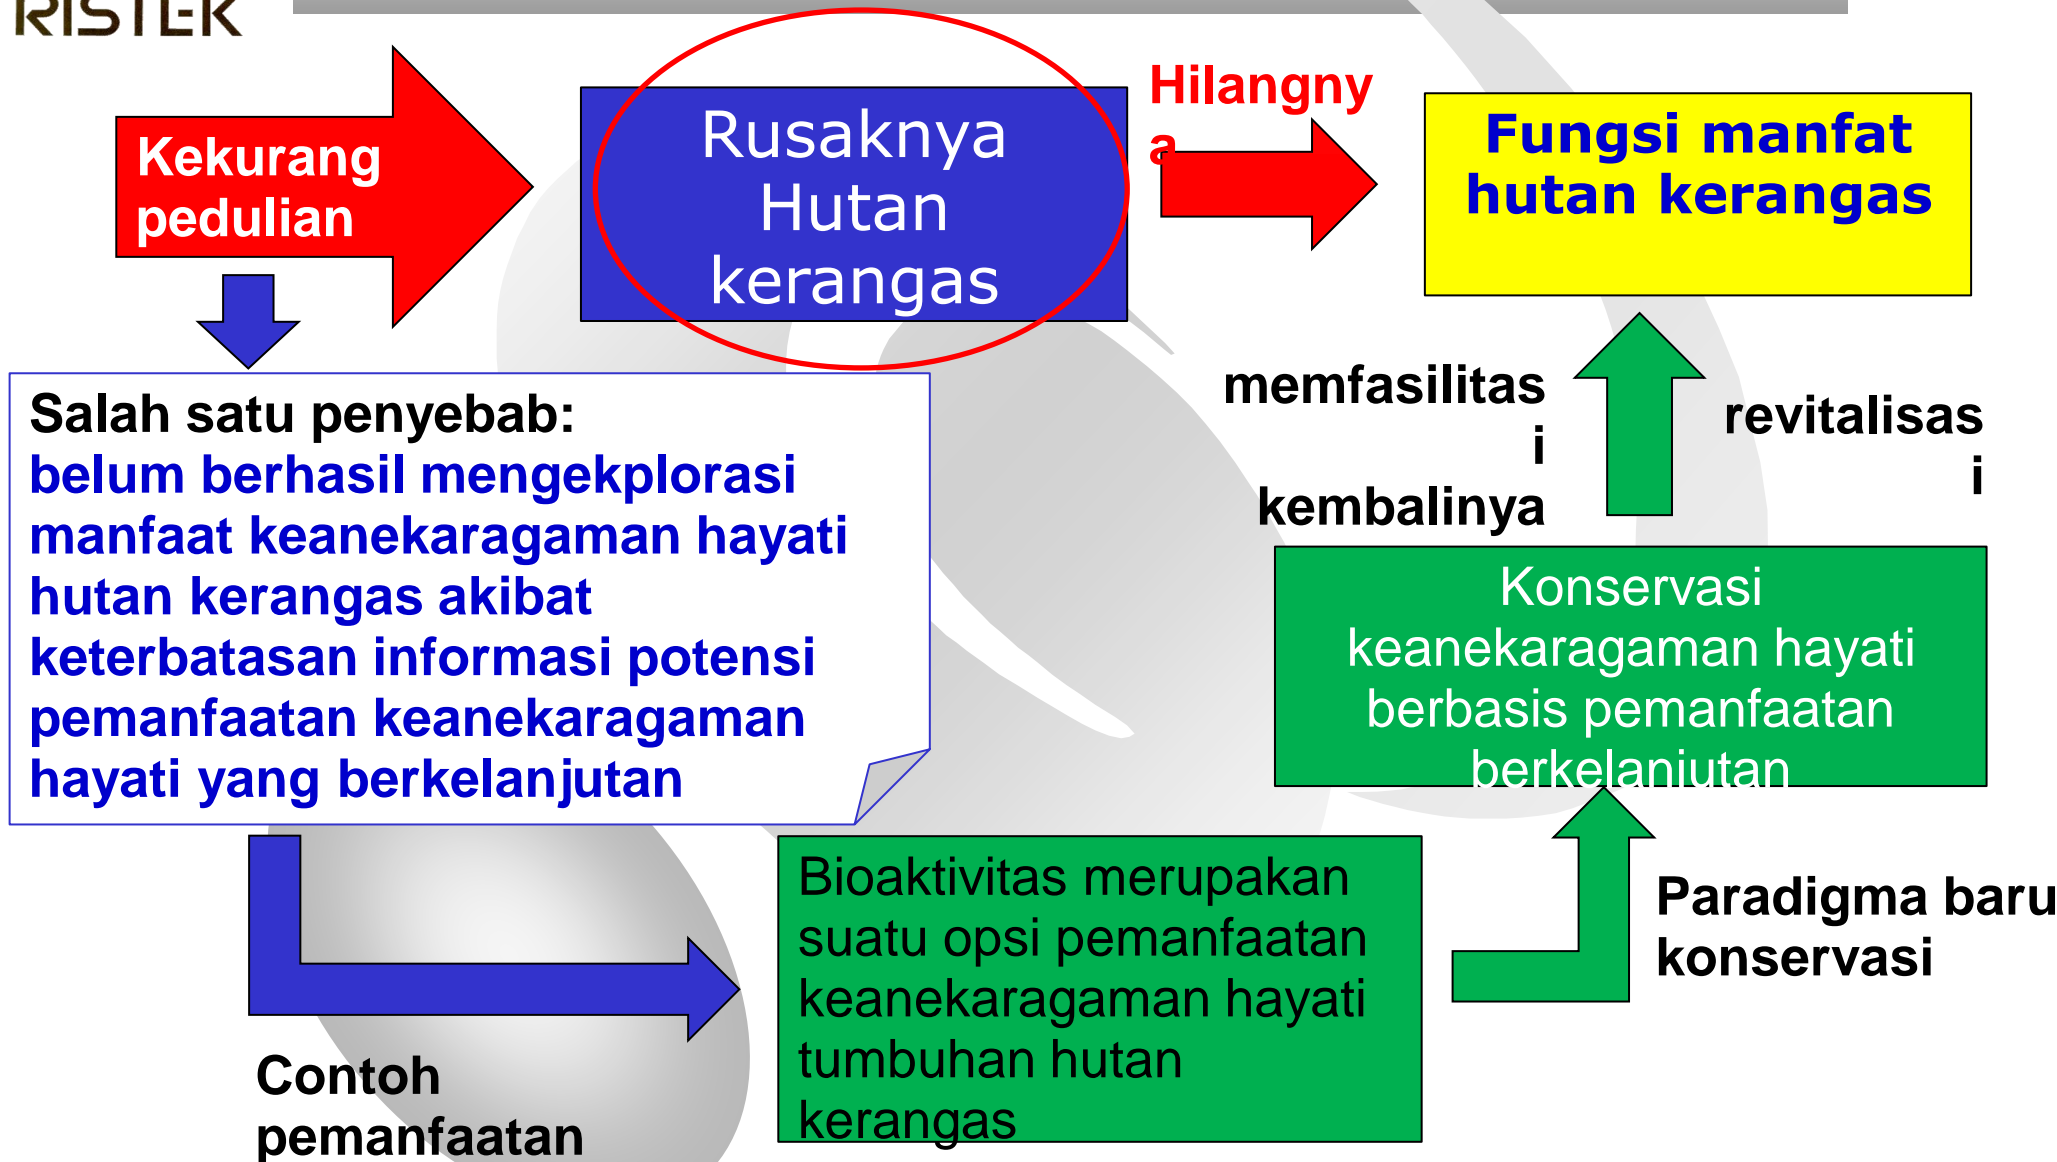 RISTEK
Kekurang
pedulian
Rusaknya
Hutan
kerangas
Hilangny
a
Fungsi manfat
hutan kerangas
Salah satu penyebab:
belum berhasil mengekplorasi
manfaat keanekaragaman hayati
hutan kerangas akibat
keterbatasan informasi potensi
pemanfaatan keanekaragaman
hayati yang berkelanjutan
memfasilitas
i
kembalinya
revitalisas
i
Konservasi
keanekaragaman hayati
berbasis pemanfaatan
berkelanjutan
Bioaktivitas merupakan
suatu opsi pemanfaatan
keanekaragaman hayati
tumbuhan hutan
kerangas
Paradigma baru
konservasi
Contoh
pemanfaatan